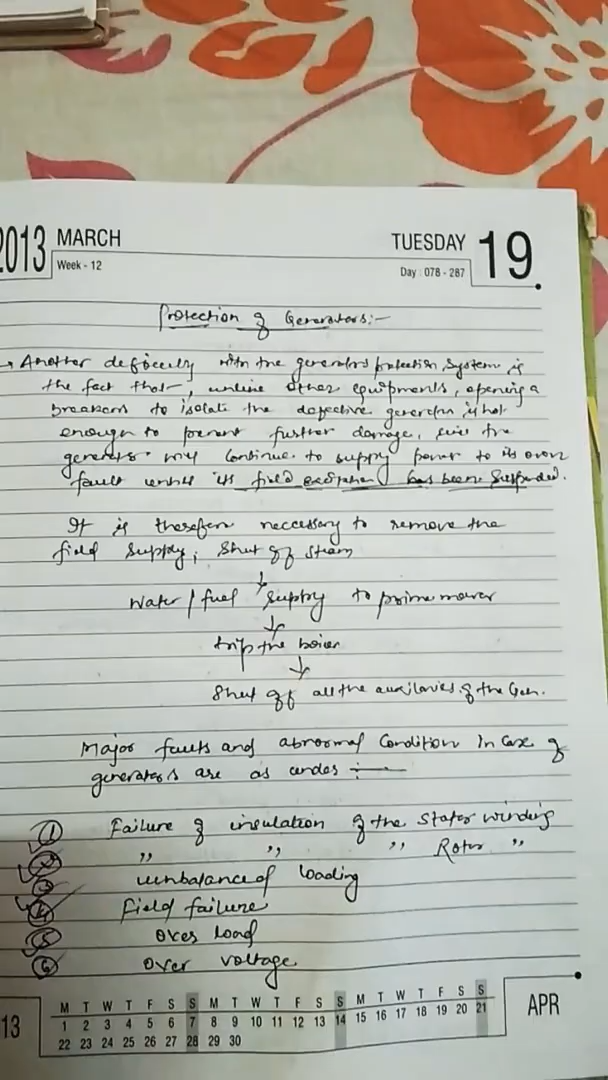 2013 MARCH TUESDAY 19
Week - 12 Day : 078 - 287
Protection of Generators:-
→ Another deficculy with the generators protection system is
the fact that, unlike other equipments, opening a
breakers to isolate the defective generator is not
enough to prevent further damage, since the
generator will continue to supply power to its own
fault until its field excitation has been suspended.
It is therefore neccessary to remove the
field supply, shut off steam
↓
Water / fuel supply to prime mover
↓
trip the boiler
↓
Shut off all the auxilaries of the Gen.
Major faults and abnormal Condition In Case of
generators are as under :—
① Failure of insulation of the Stator winding
② ,, ,, ,, Rotor ,,
③ unbalance of loading
④ Field failure
⑤ over load
⑥ over voltage
13 M T W T F S S M T W T F S S M T W T F S S APR
1 2 3 4 5 6 7 8 9 10 11 12 13 14 15 16 17 18 19 20 21
22 23 24 25 26 27 28 29 30